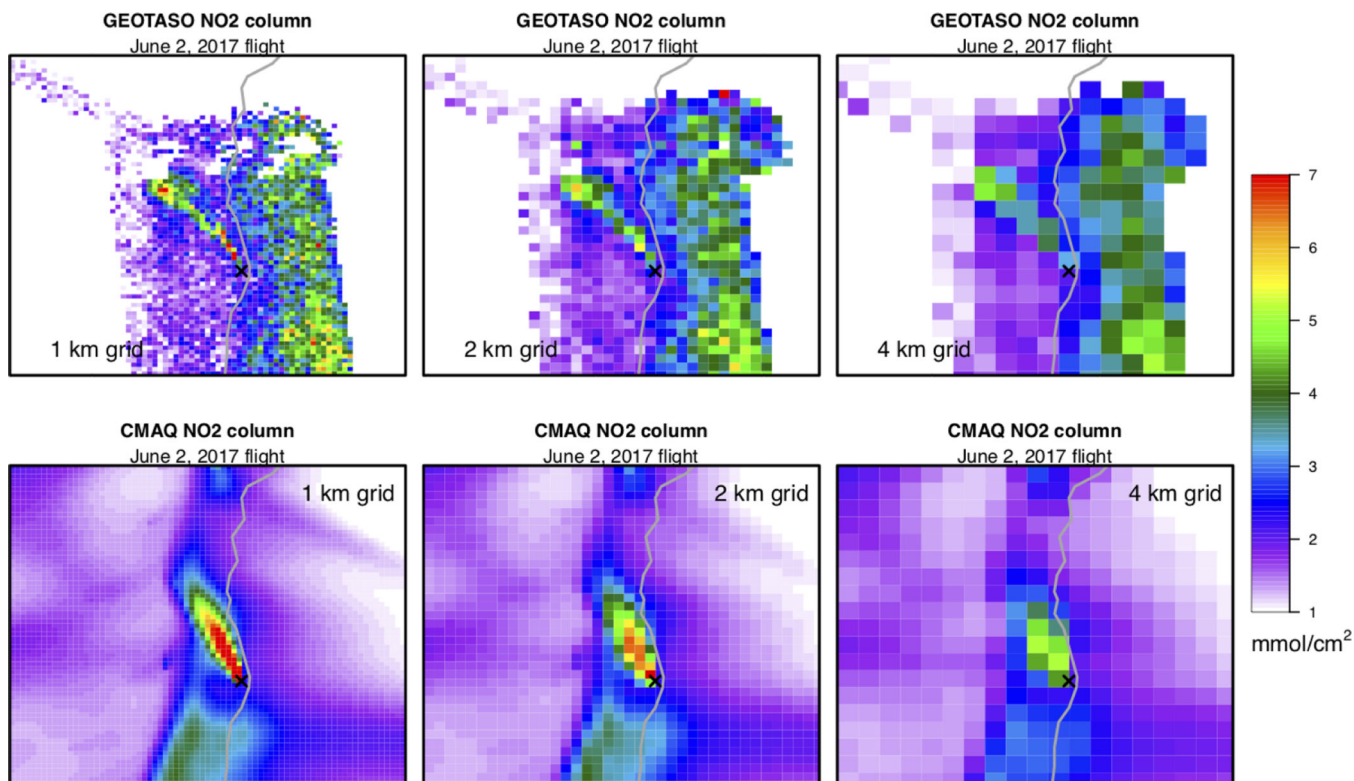 GEOTASO NO2 column
June 2, 2017 flight
1 km grid
GEOTASO NO2 column
June 2, 2017 flight
2 km grid
GEOTASO NO2 column
June 2, 2017 flight
4 km grid
7
6
5
4
3
2
1
mmol/cm²
CMAQ NO2 column
June 2, 2017 flight
1 km grid
CMAQ NO2 column
June 2, 2017 flight
2 km grid
CMAQ NO2 column
June 2, 2017 flight
4 km grid